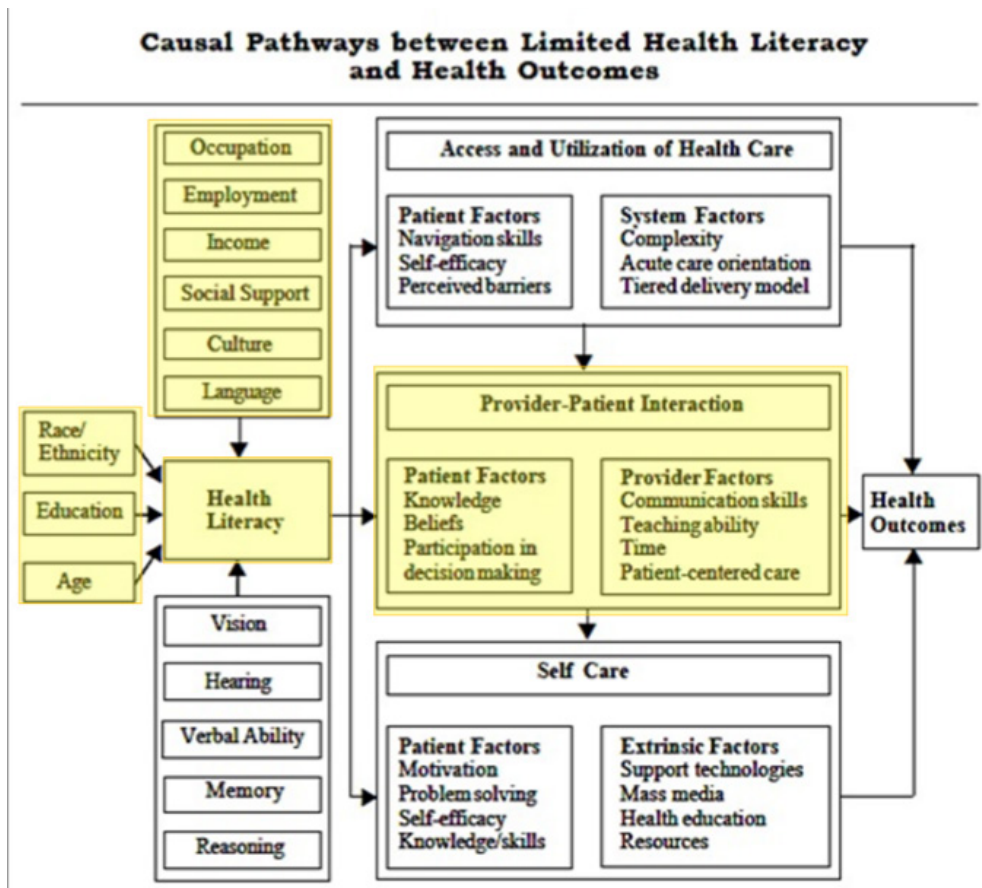 Causal Pathways between Limited Health Literacy
and Health Outcomes
Occupation
Employment
Income
Social Support
Culture
Language
Race/
Ethnicity
Education
Age
Health
Literacy
Vision
Hearing
Verbal Ability
Memory
Reasoning
Access and Utilization of Health Care
Patient Factors
Navigation skills
Self-efficacy
Perceived barriers
System Factors
Complexity
Acute care orientation
Tiered delivery model
Provider-Patient Interaction
Patient Factors
Knowledge
Beliefs
Participation in
decision making
Provider Factors
Communication skills
Teaching ability
Time
Patient-centered care
Self Care
Patient Factors
Motivation
Problem solving
Self-efficacy
Knowledge/skills
Extrinsic Factors
Support technologies
Mass media
Health education
Resources
Health
Outcomes